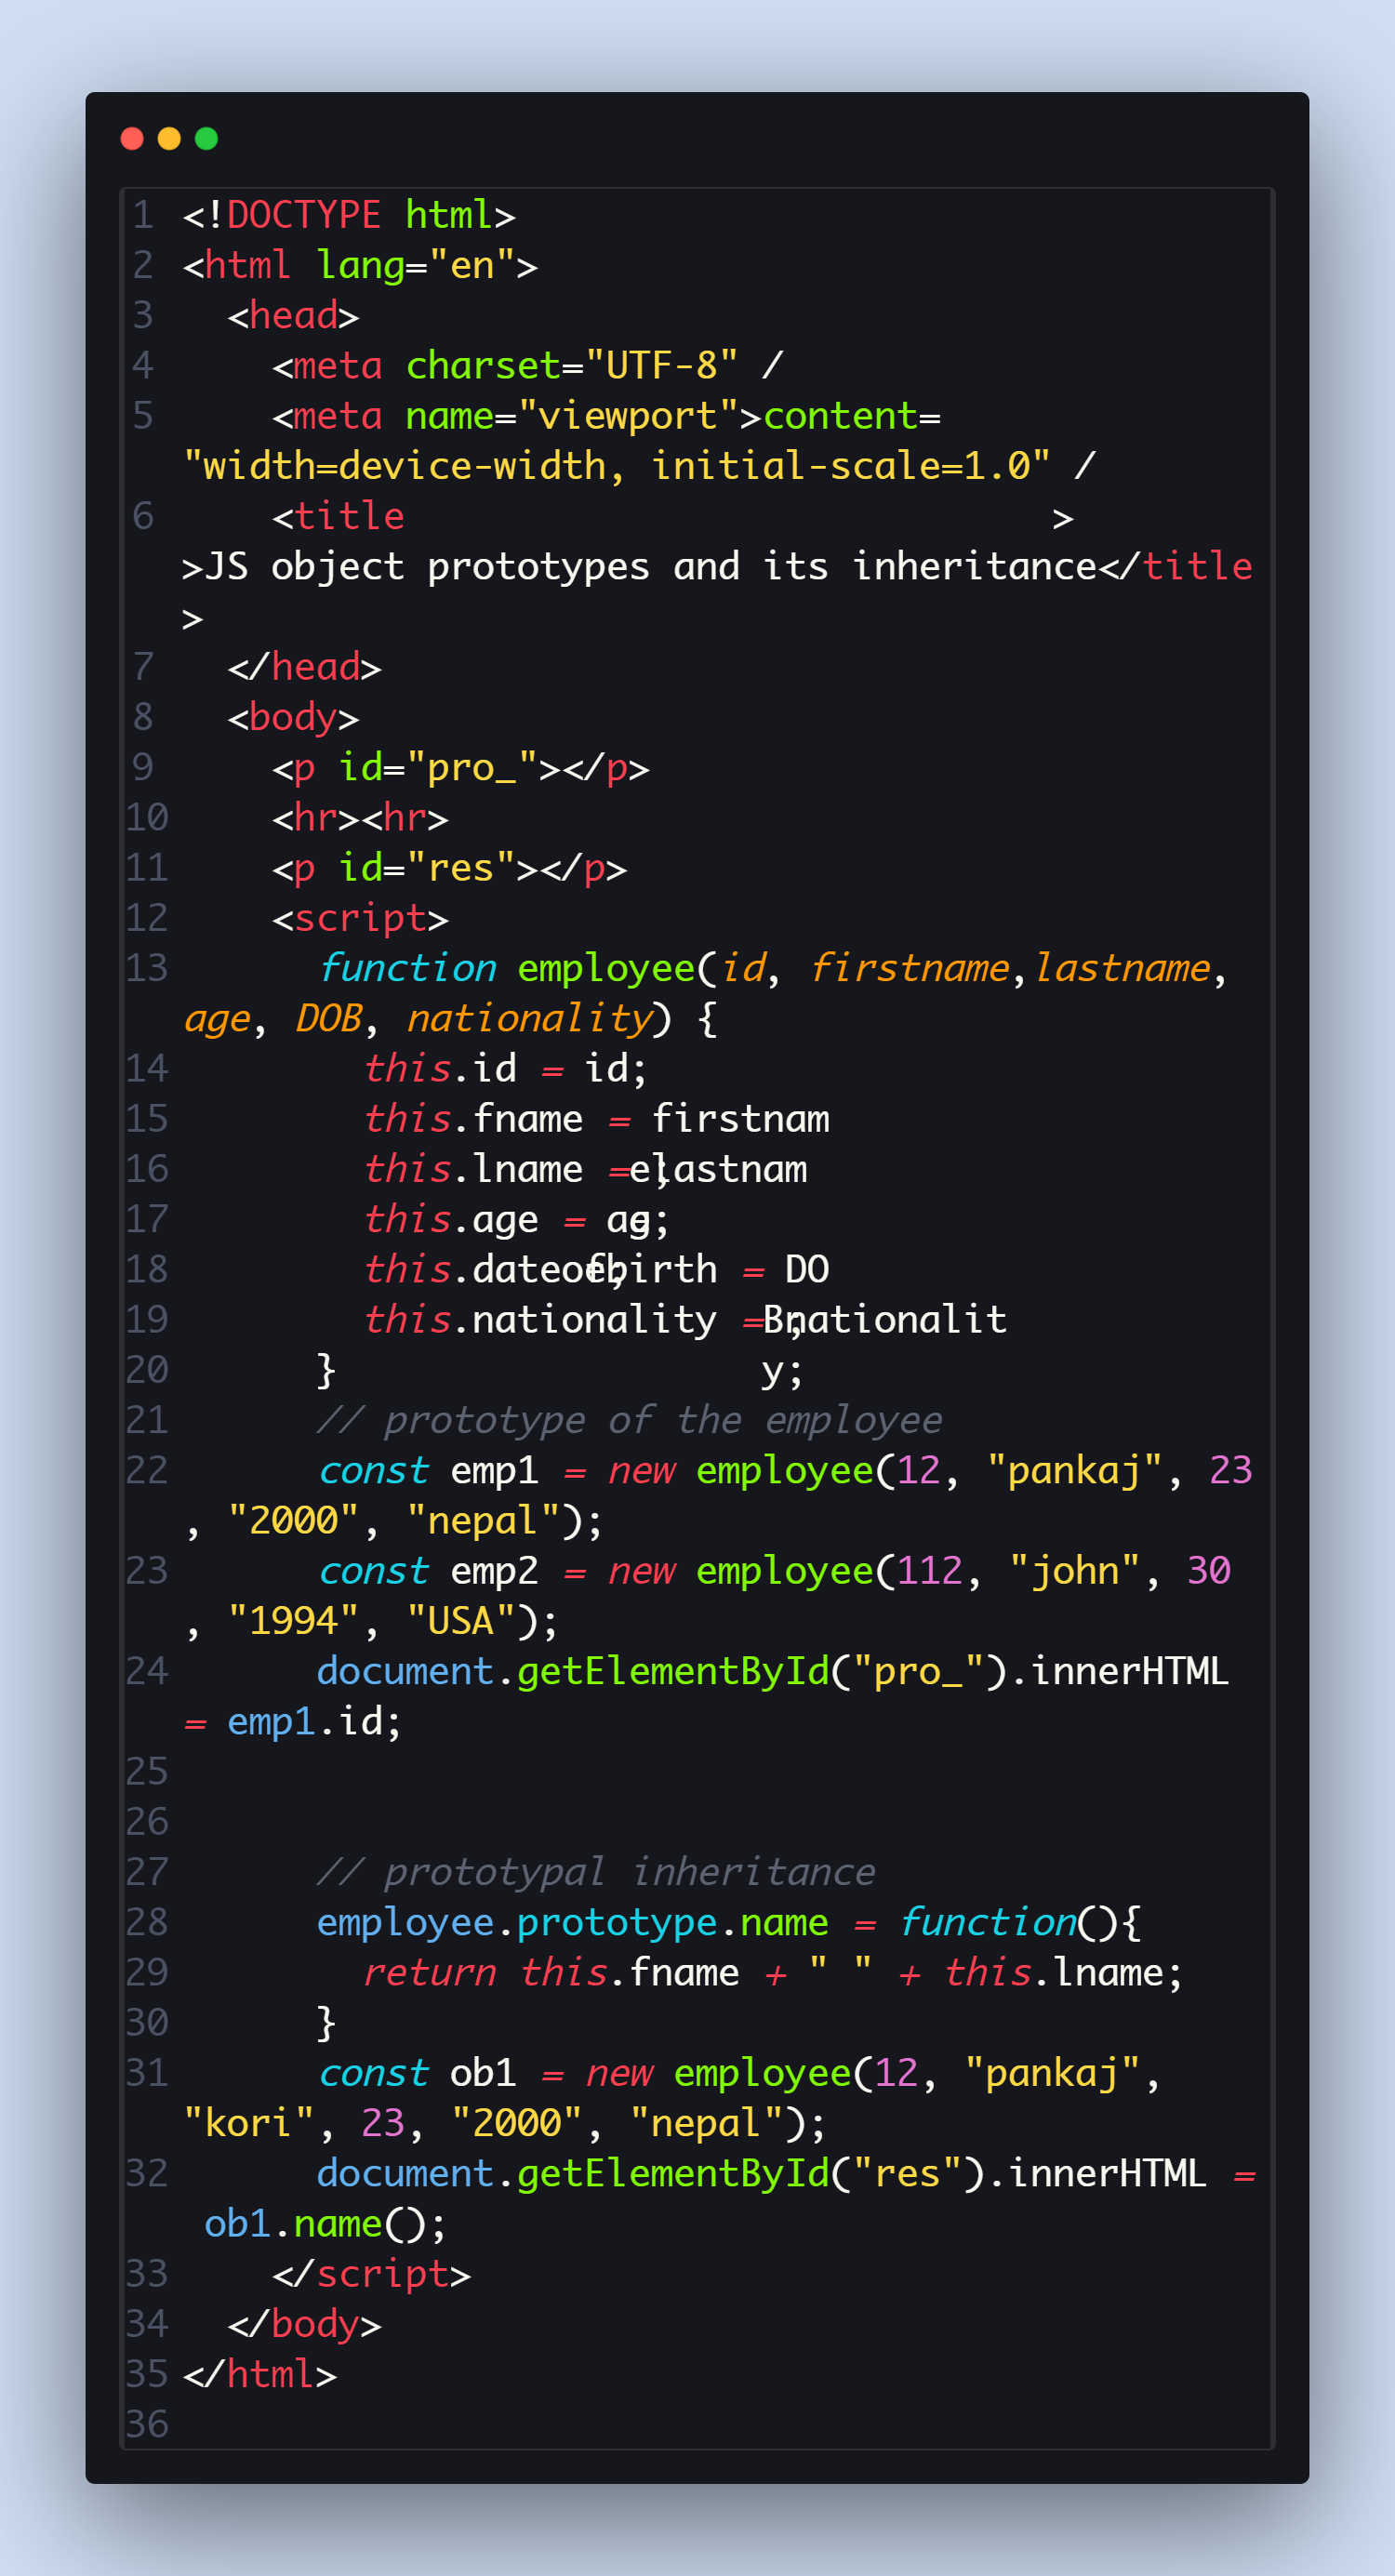 1 <!DOCTYPE html>
2 <html lang="en">
3   <head>
4     <meta charset="UTF-8" /
5     <meta name="viewport">content=
"width=device-width, initial-scale=1.0" /
6     <title                             >
>JS object prototypes and its inheritance</title
>
7   </head>
8   <body>
9     <p id="pro_"></p>
10     <hr><hr>
11     <p id="res"></p>
12     <script>
13       function employee(id, firstname,lastname,
age, DOB, nationality) {
14         this.id = id;
15         this.fname = firstnam
16         this.lname =e;lastnam
17         this.age = age;
18         this.dateofbirth = DO
19         this.nationality =B;nationalit
20       }                   y;
21       // prototype of the employee
22       const emp1 = new employee(12, "pankaj", 23
, "2000", "nepal");
23       const emp2 = new employee(112, "john", 30
, "1994", "USA");
24       document.getElementById("pro_").innerHTML
= emp1.id;
25
26
27       // prototypal inheritance
28       employee.prototype.name = function(){
29         return this.fname + " " + this.lname;
30       }
31       const ob1 = new employee(12, "pankaj",
"kori", 23, "2000", "nepal");
32       document.getElementById("res").innerHTML =
 ob1.name();
33     </script>
34   </body>
35 </html>
36